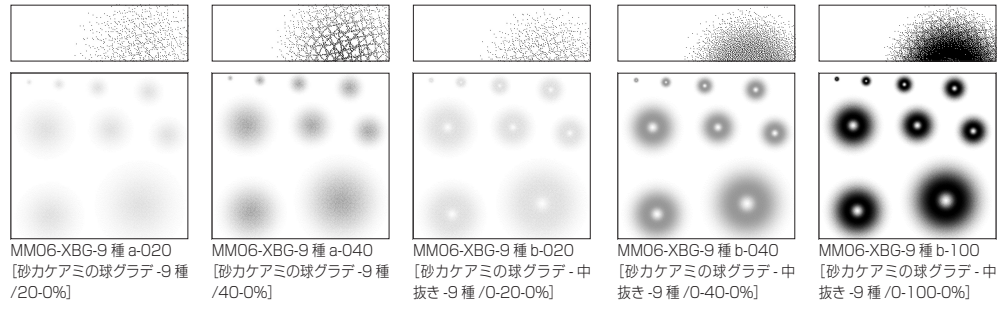 MM06-XBG-9 種 a-020
[砂カケアミの球グラデ -9 種
/20-0%]
MM06-XBG-9 種 a-040
[砂カケアミの球グラデ -9 種
/40-0%]
MM06-XBG-9 種 b-020
[砂カケアミの球グラデ - 中
抜き -9 種 /0-20-0%]
MM06-XBG-9 種 b-040
[砂カケアミの球グラデ - 中
抜き -9 種 /0-40-0%]
MM06-XBG-9 種 b-100
[砂カケアミの球グラデ - 中
抜き -9 種 /0-100-0%]